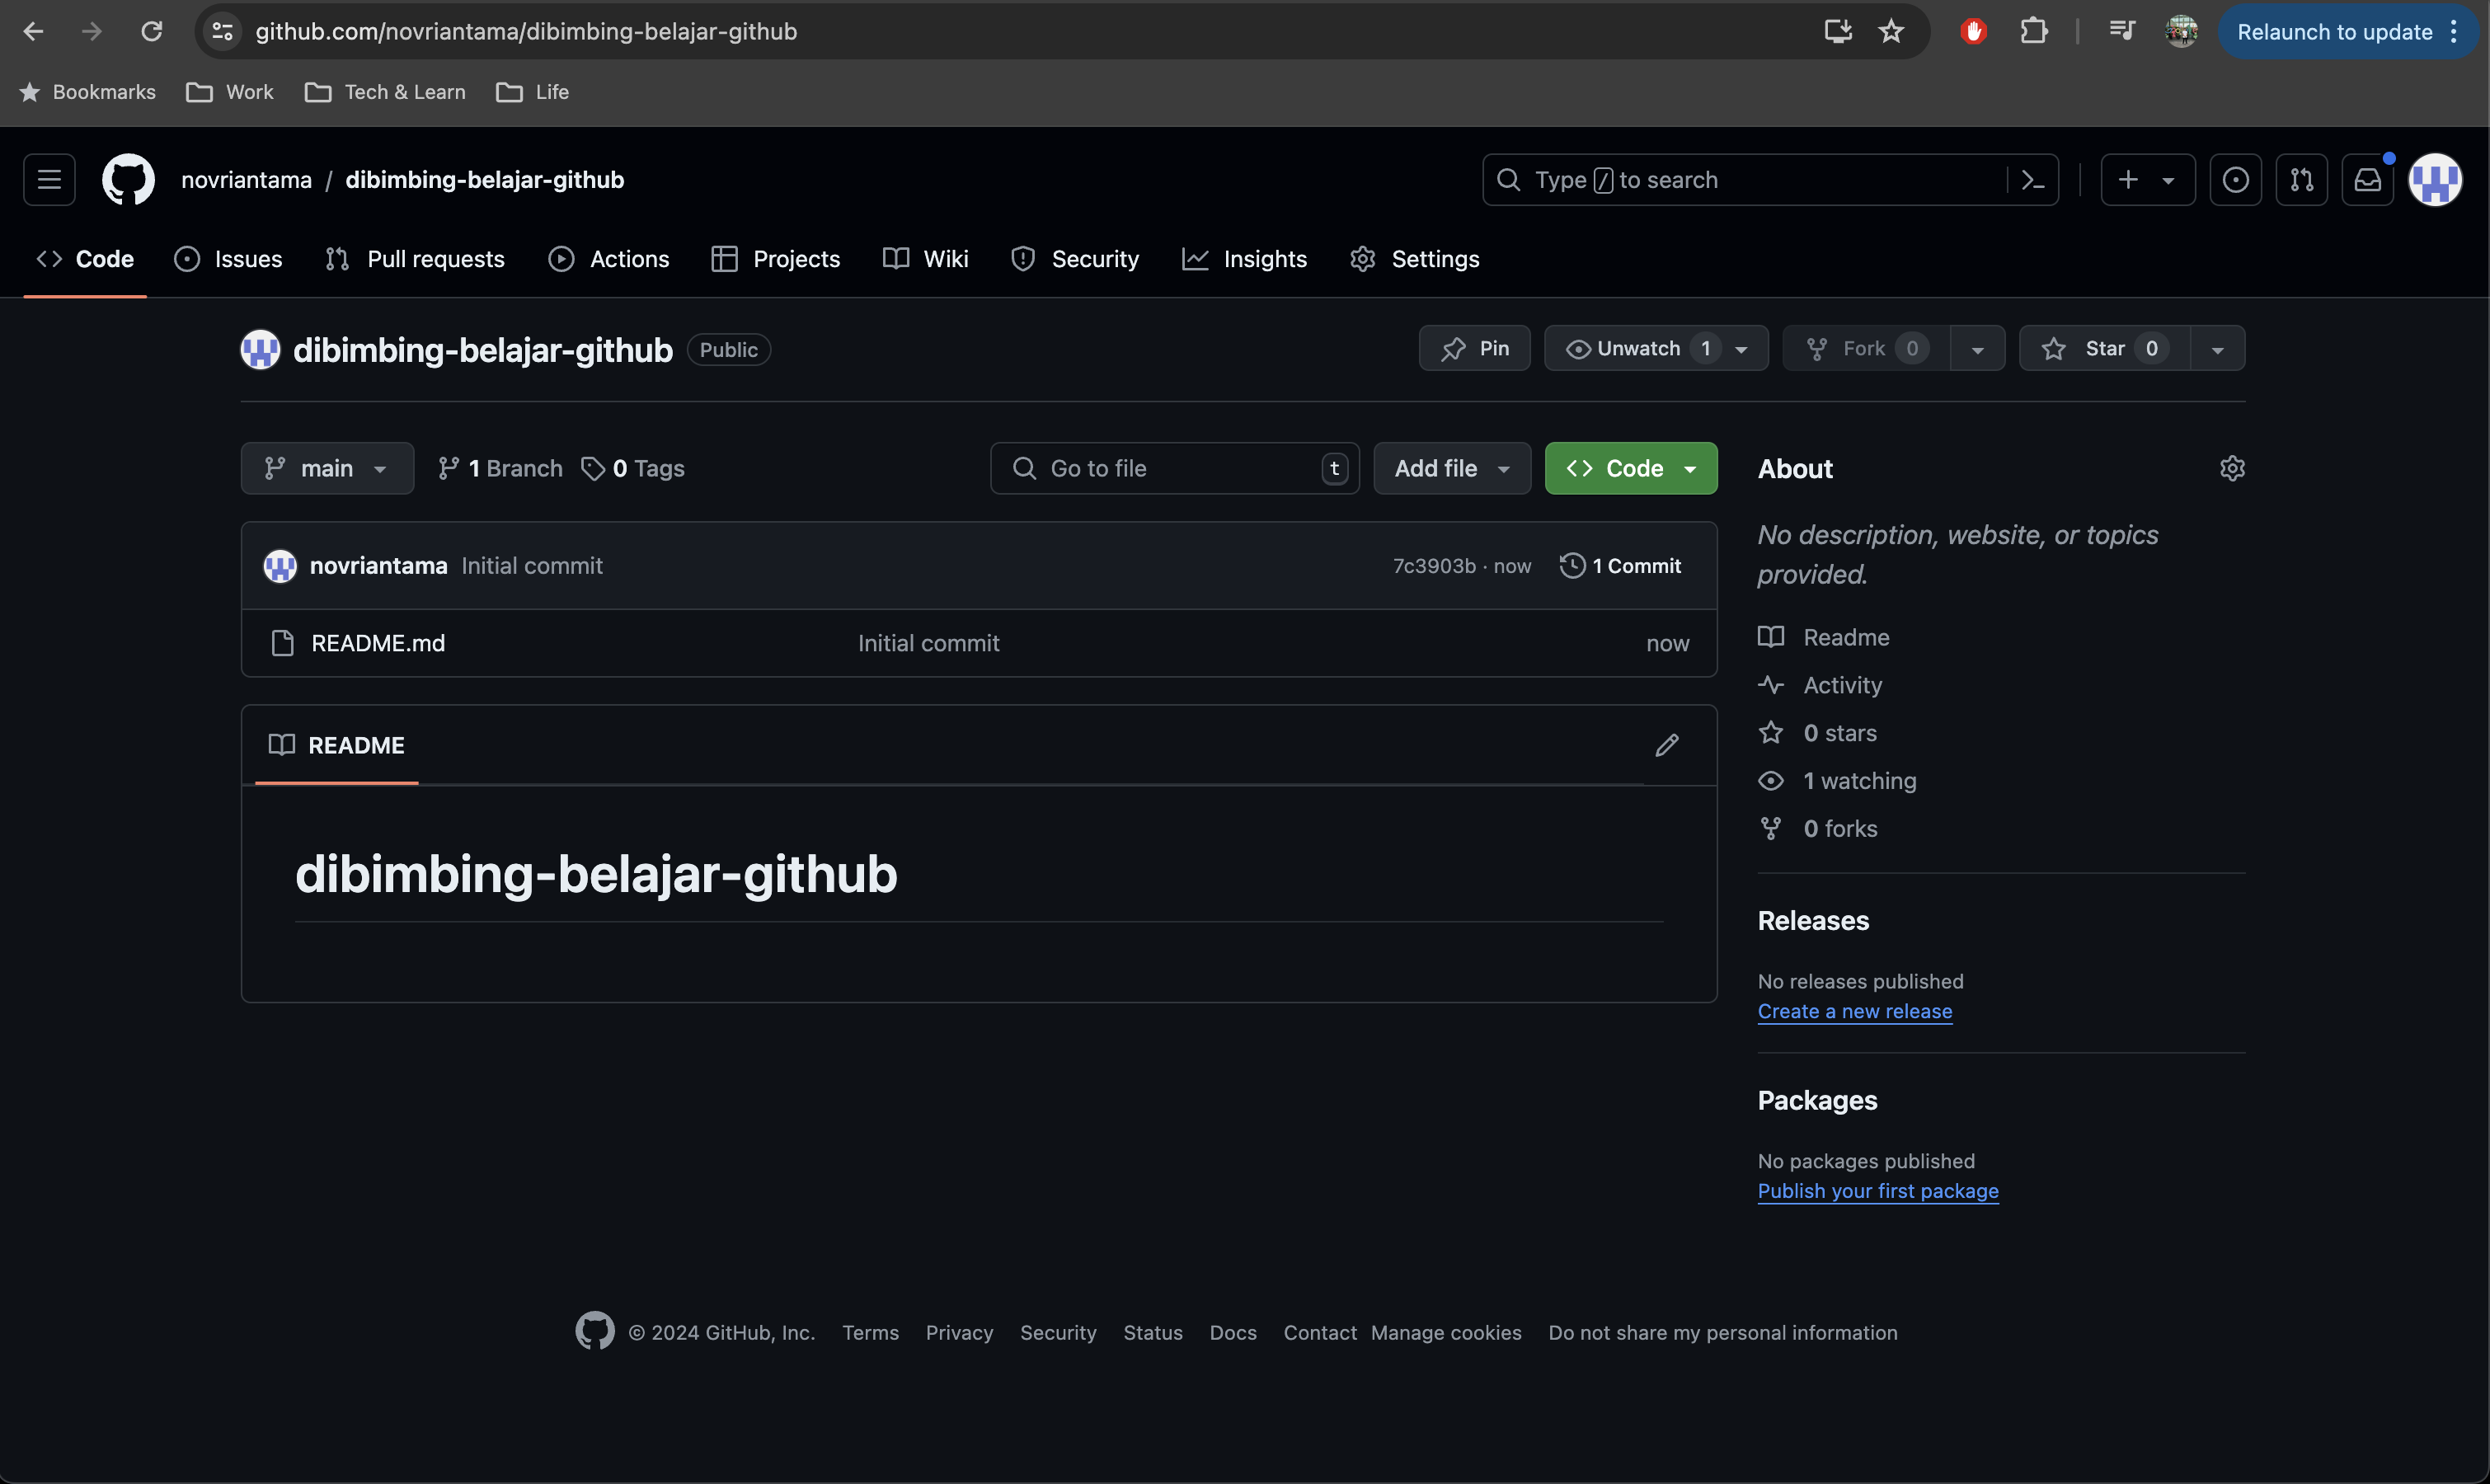 github.com/novriantama/dibimbing-belajar-github
Relaunch to update
Bookmarks Work Tech & Learn Life
novriantama / dibimbing-belajar-github
Type / to search
Code Issues Pull requests Actions Projects Wiki Security Insights Settings
dibimbing-belajar-github Public
Pin Unwatch 1 Fork 0 Star 0
main 1 Branch 0 Tags Go to file t Add file Code
novriantama Initial commit 7c3903b · now 1 Commit
README.md Initial commit now
README
dibimbing-belajar-github
About
No description, website, or topics
provided.
Readme
Activity
0 stars
1 watching
0 forks
Releases
No releases published
Create a new release
Packages
No packages published
Publish your first package
© 2024 GitHub, Inc. Terms Privacy Security Status Docs Contact Manage cookies Do not share my personal information